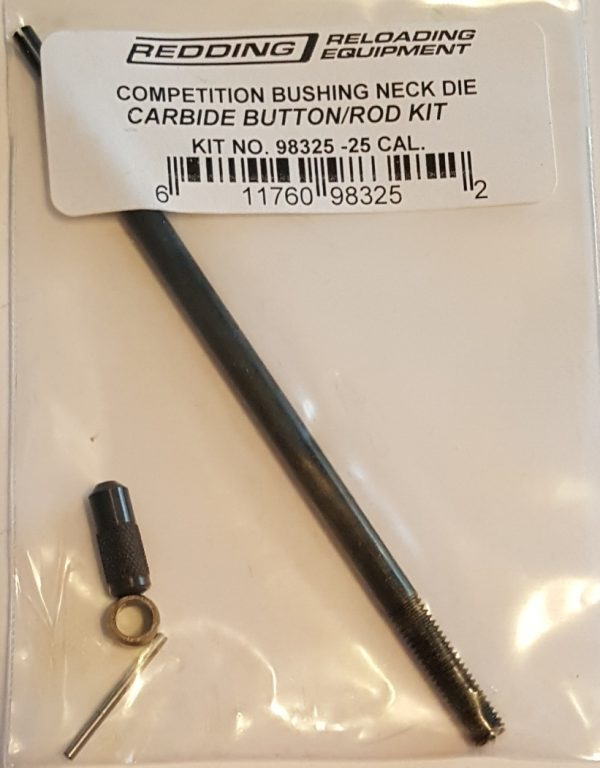 REDDING RELOADING EQUIPMENT
COMPETITION BUSHING NECK DIE
CARBIDE BUTTON/ROD KIT
KIT NO. 98325 -25 CAL.
6 11760 98325 2